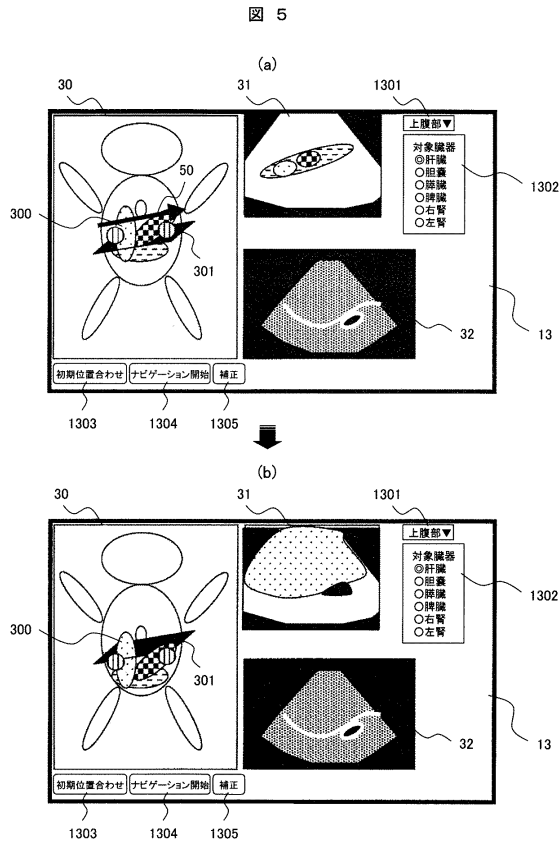 図 5
(a)
30
31
1301
上腹部▼
対象臓器
◎肝臓
○胆嚢
○膵臓
○脾臓
○右腎
○左腎
1302
50
300
301
32
13
初期位置合わせ
ナビゲーション開始
補正
1303
1304
1305
(b)
30
31
1301
上腹部▼
対象臓器
◎肝臓
○胆嚢
○膵臓
○脾臓
○右腎
○左腎
1302
300
301
32
13
初期位置合わせ
ナビゲーション開始
補正
1303
1304
1305